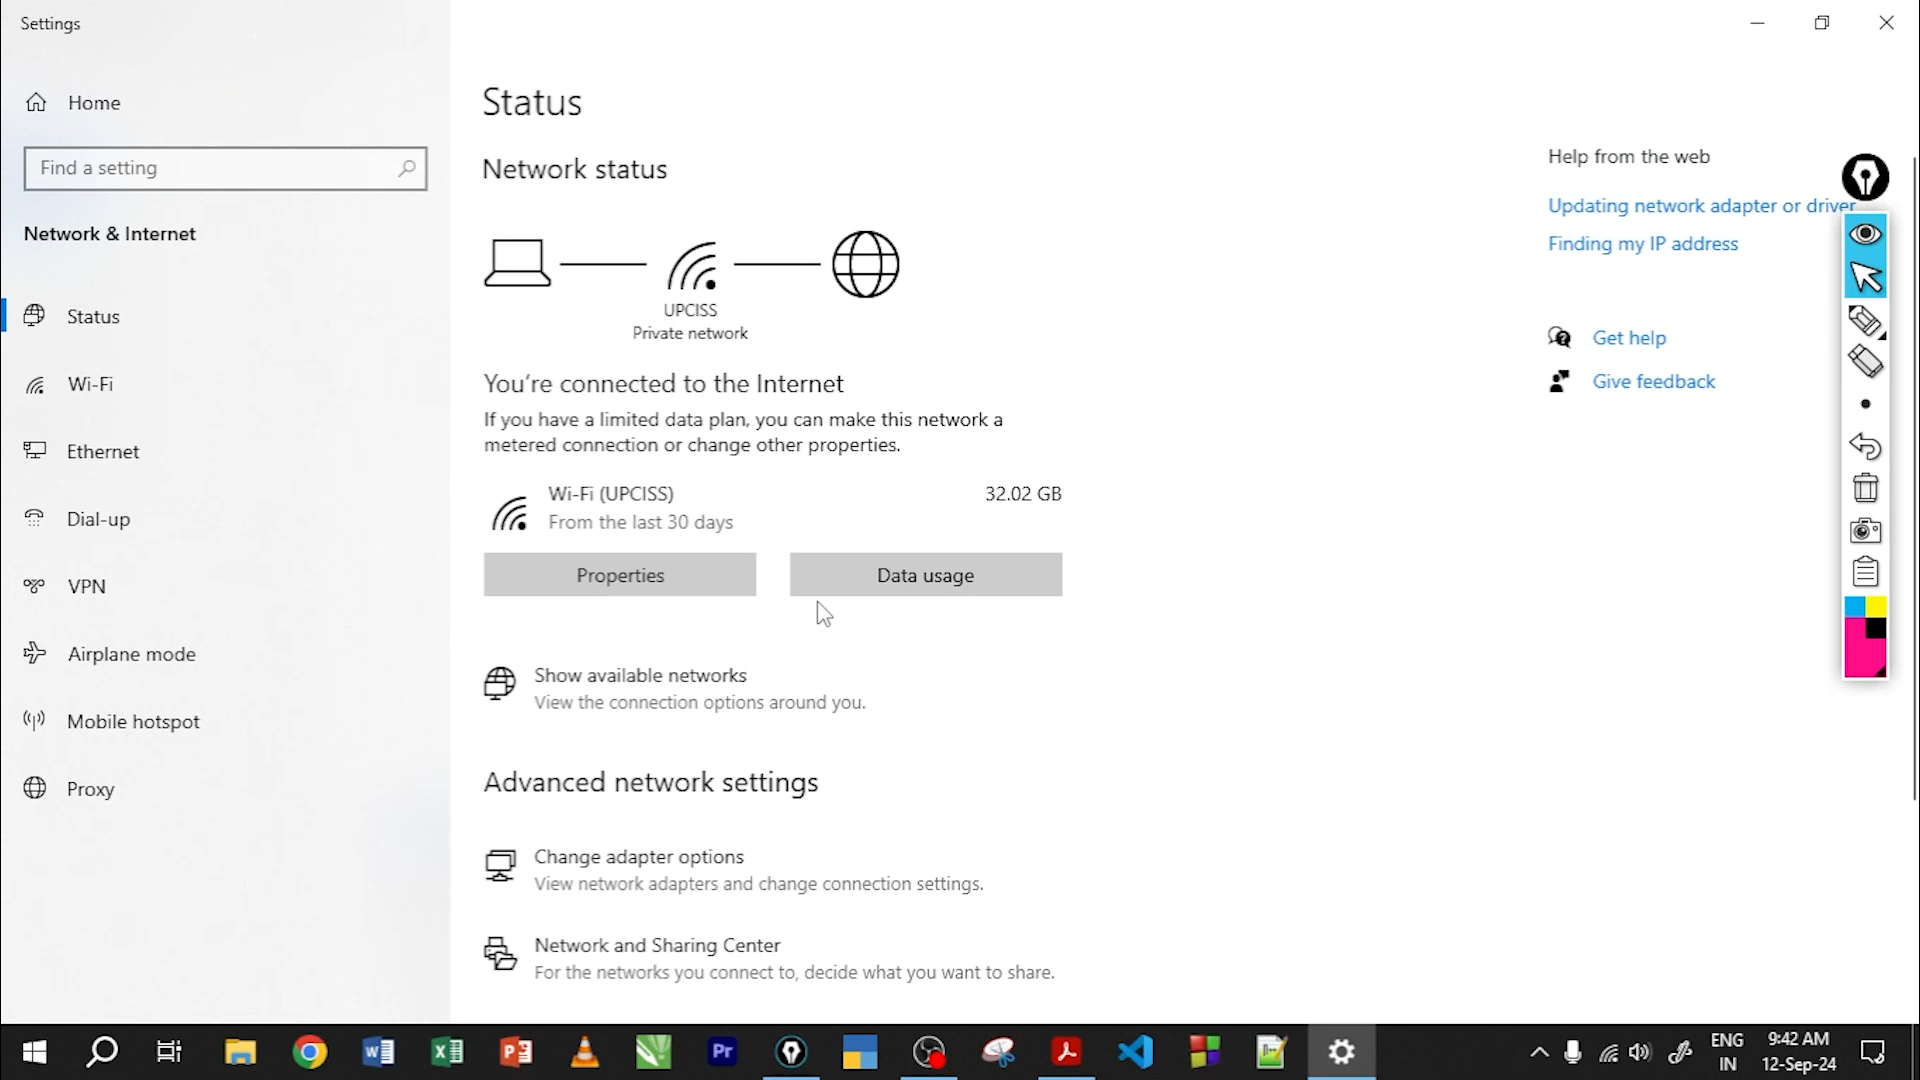 Settings
Home
Find a setting
Network & Internet
Status
Wi-Fi
Ethernet
Dial-up
VPN
Airplane mode
Mobile hotspot
Proxy
Status
Network status
UPCISS
Private network
You're connected to the Internet
If you have a limited data plan, you can make this network a
metered connection or change other properties.
Wi-Fi (UPCISS)
32.02 GB
From the last 30 days
Properties
Data usage
Show available networks
View the connection options around you.
Advanced network settings
Change adapter options
View network adapters and change connection settings.
Network and Sharing Center
For the networks you connect to, decide what you want to share.
Help from the web
Updating network adapter or driver
Finding my IP address
Get help
Give feedback
Pr
ENG
IN
9:42 AM
12-Sep-24